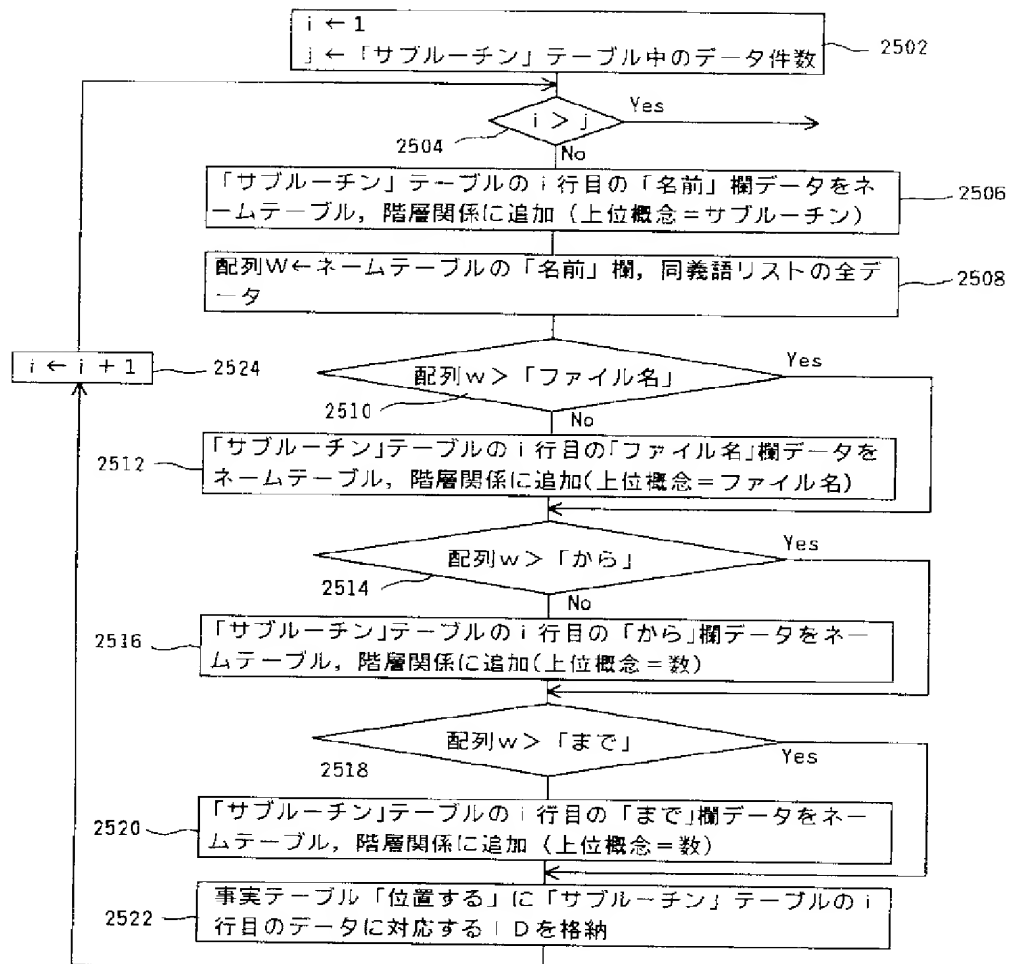 i ← 1
j ← 「サブルーチン」テーブル中のデータ件数
2502
i > j
Yes
2504
No
「サブルーチン」テーブルのi行目の「名前」欄データをネ
ームテーブル，階層関係に追加（上位概念＝サブルーチン）
2506
配列W←ネームテーブルの「名前」欄，同義語リストの全デ
ータ
2508
i ← i + 1
2524
配列w＞「ファイル名」
Yes
2510
No
2512
「サブルーチン」テーブルのi行目の「ファイル名」欄データを
ネームテーブル，階層関係に追加(上位概念＝ファイル名)
配列w＞「から」
Yes
2514
No
2516
「サブルーチン」テーブルのi行目の「から」欄データをネー
ムテーブル，階層関係に追加(上位概念＝数)
配列w＞「まで」
Yes
2518
2520
「サブルーチン」テーブルのi行目の「まで」欄データをネー
ムテーブル，階層関係に追加（上位概念＝数）
2522
事実テーブル「位置する」に「サブルーチン」テーブルのi
行目のデータに対応するIDを格納